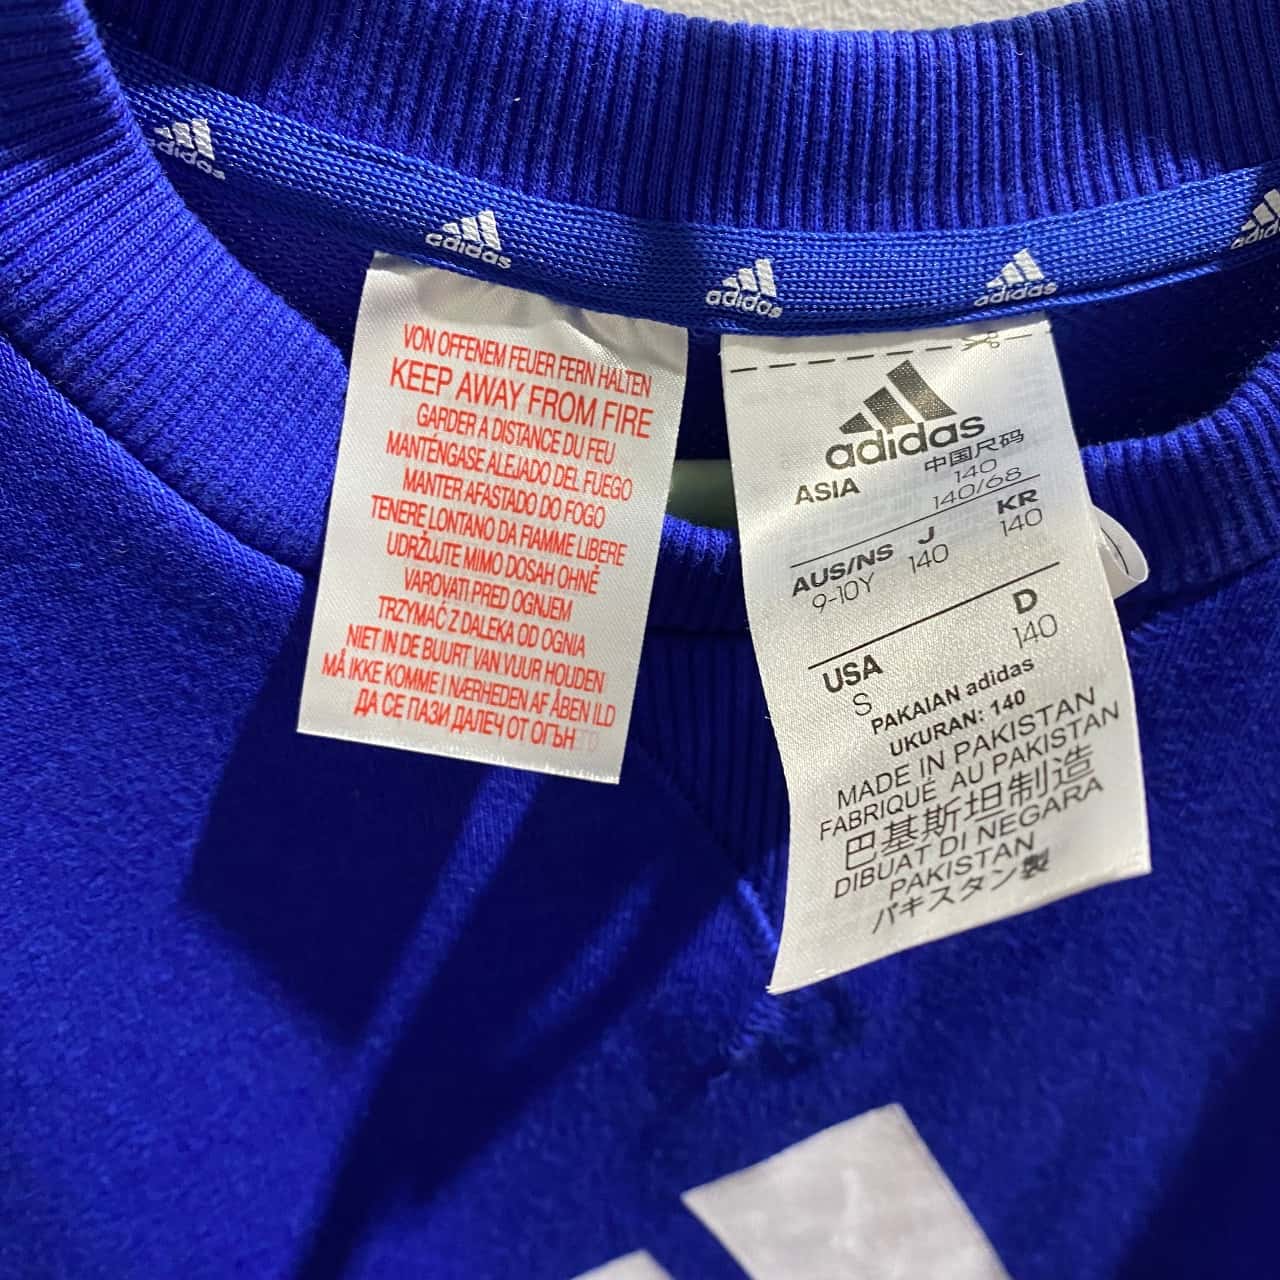 adidas
adidas
adidas
adidas
VON OFFENEM FEUER FERN HALTEN
KEEP AWAY FROM FIRE
GARDER A DISTANCE DU FEU
MANTÉNGASE ALEJADO DEL FUEGO
MANTER AFASTADO DO FOGO
TENERE LONTANO DA FIAMME LIBERE
UDRŽUJTE MIMO DOSAH OHNĚ
VAROVATI PRED OGNJEM
TRZYMAĆ Z DALEKA OD OGNIA
NIET IN DE BUURT VAN VUUR HOUDEN
MÅ IKKE KOMME I NÆRHEDEN AF ÅBEN ILD
ДА СЕ ПАЗИ ДАЛЕЧ ОТ ОГЪН
adidas
中国尺码
ASIA 140
140/68
AUS/NS J KR
9-10Y 140 140
USA D
S 140
PAKAIAN adidas
UKURAN: 140
MADE IN PAKISTAN
FABRIQUÉ AU PAKISTAN
巴基斯坦制造
DIBUAT DI NEGARA
PAKISTAN
パキスタン製